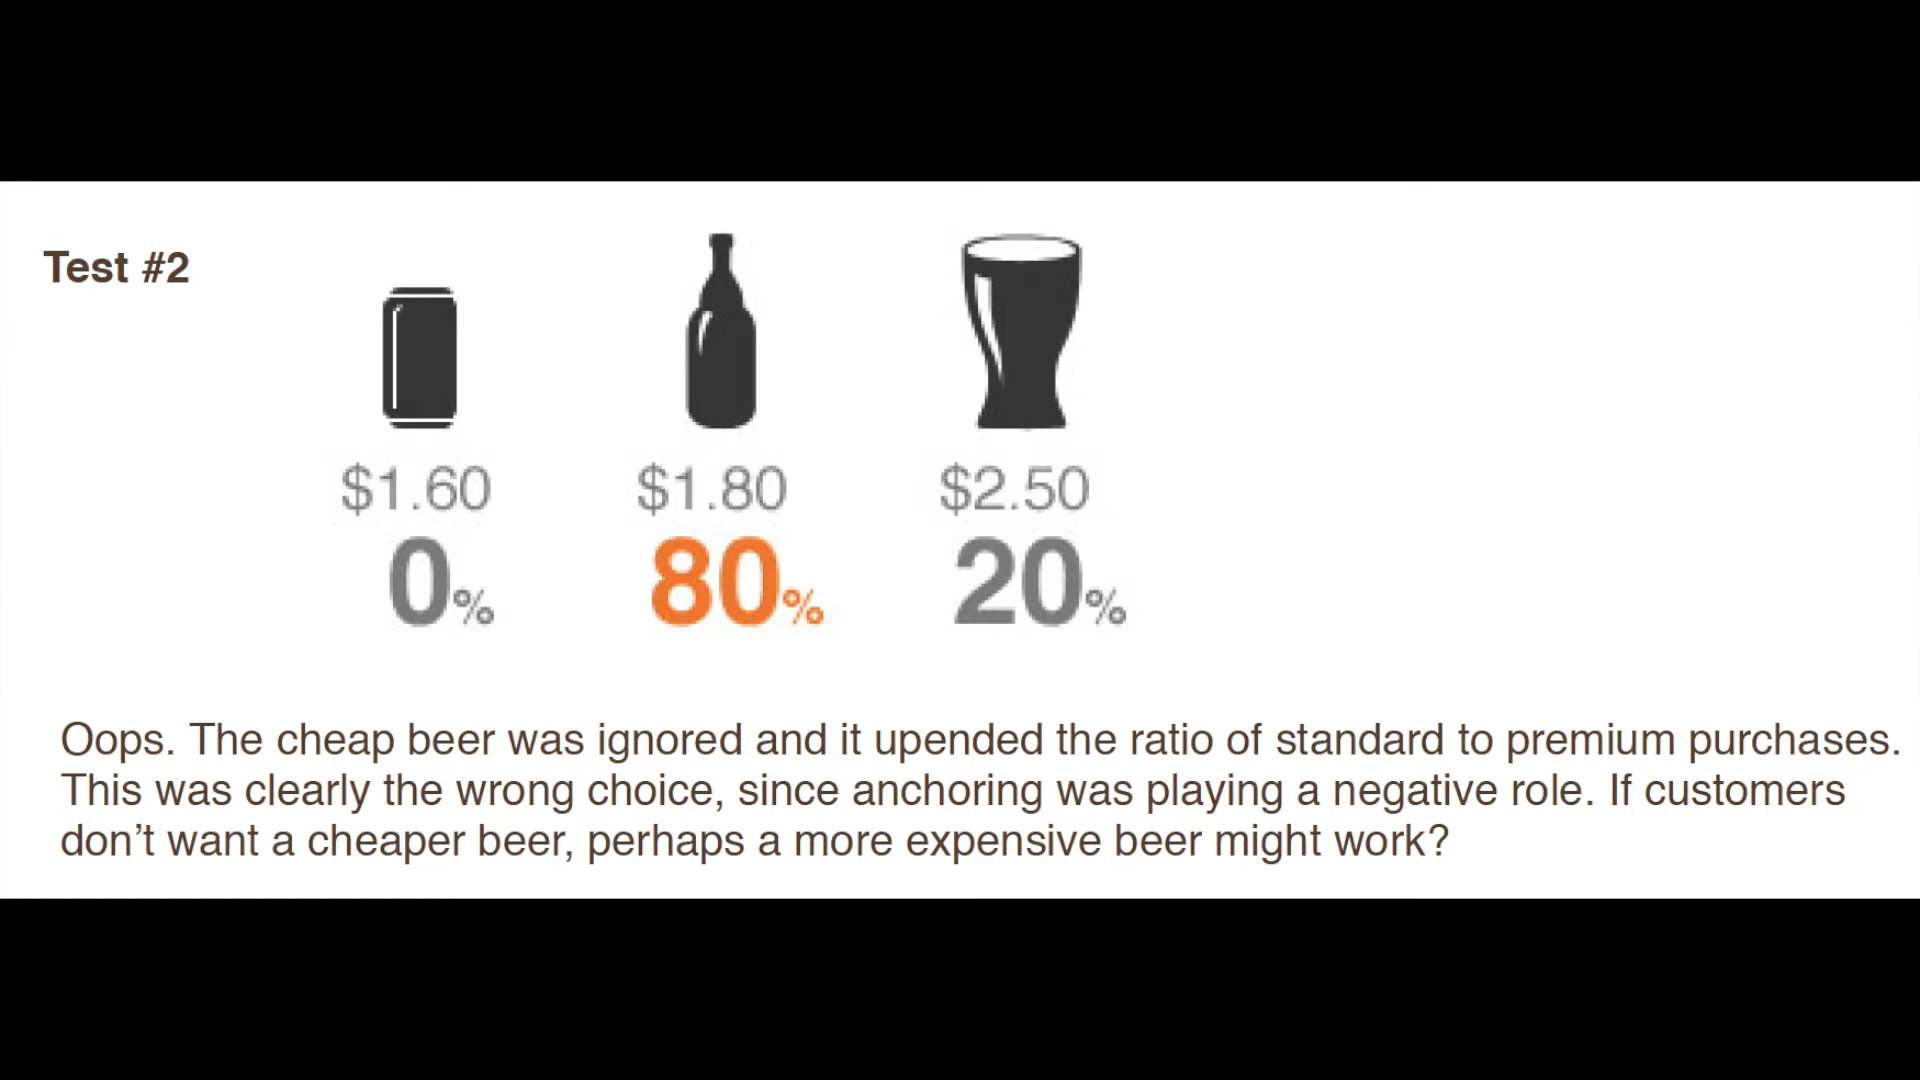 Test #2
$1.60 $1.80 $2.50
0% 80% 20%
Oops. The cheap beer was ignored and it upended the ratio of standard to premium purchases.
This was clearly the wrong choice, since anchoring was playing a negative role. If customers
don’t want a cheaper beer, perhaps a more expensive beer might work?